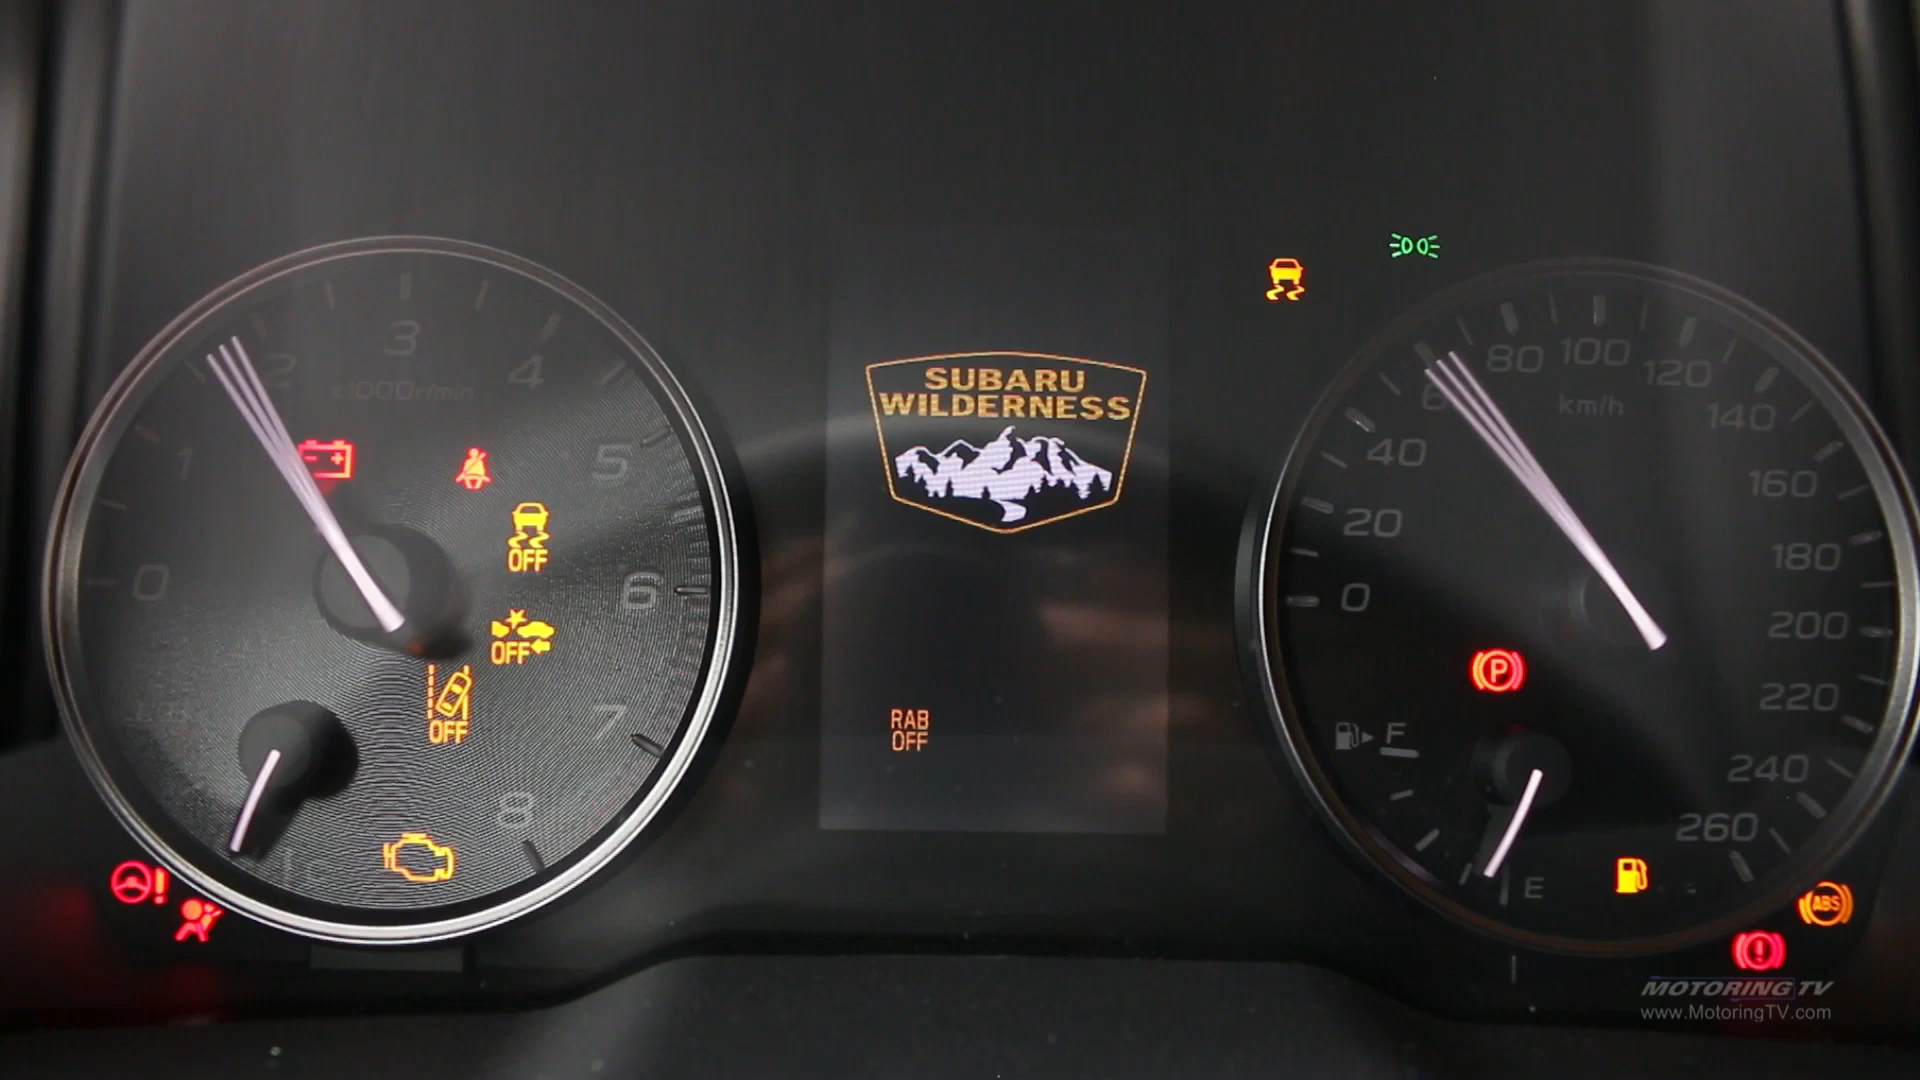 3
2
4
x1000r/min
1
5
0
OFF
6
OFF
OFF
7
8
C
SUBARU
WILDERNESS
RAB
OFF
80
100
120
km/h
140
40
160
20
180
0
200
P
220
F
240
260
E
ABS
MOTORING TV
www.MotoringTV.com